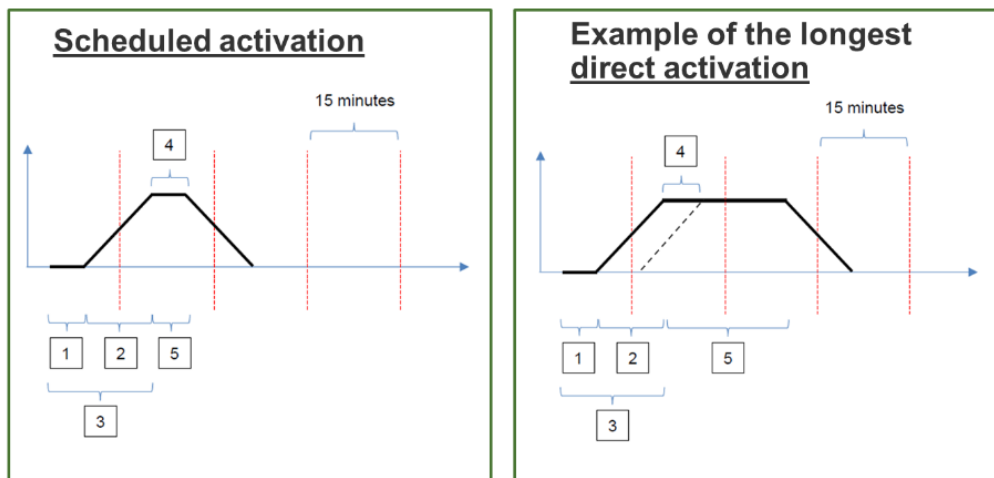 Scheduled activation
15 minutes
4
1
2
5
3
Example of the longest
direct activation
15 minutes
4
1
2
5
3